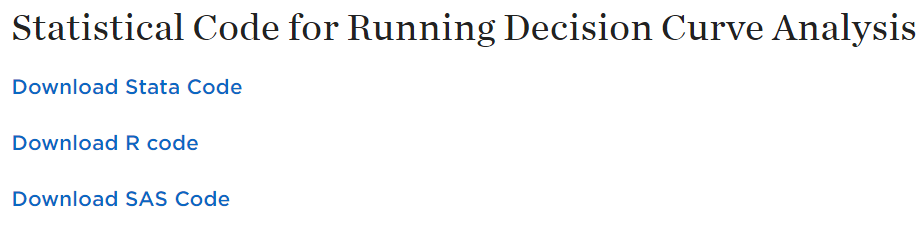 Statistical Code for Running Decision Curve Analysis
Download Stata Code
Download R code
Download SAS Code